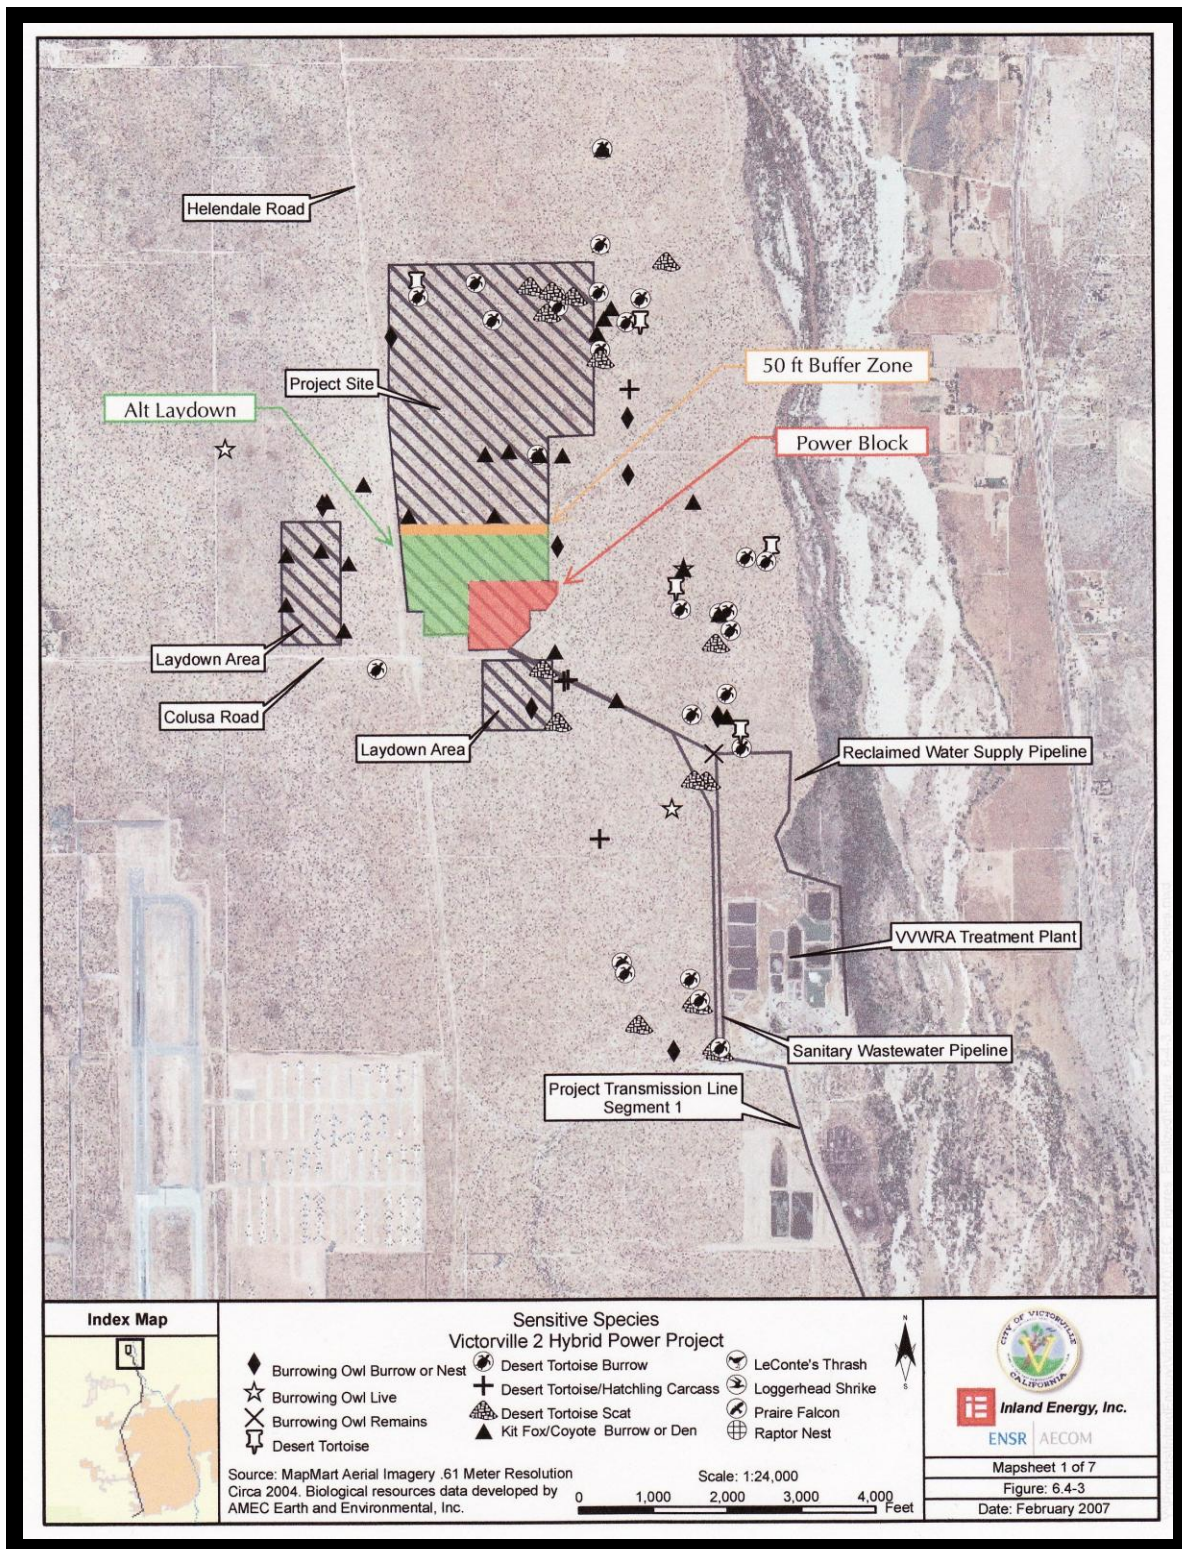 Helendale Road
Project Site
50 ft Buffer Zone
Alt Laydown
Power Block
Laydown Area
Colusa Road
Laydown Area
Reclaimed Water Supply Pipeline
VVWRA Treatment Plant
Sanitary Wastewater Pipeline
Project Transmission Line
Segment 1
Index Map
Sensitive Species
Victorville 2 Hybrid Power Project
Burrowing Owl Burrow or Nest
Burrowing Owl Live
Burrowing Owl Remains
Desert Tortoise
Desert Tortoise Burrow
Desert Tortoise/Hatchling Carcass
Desert Tortoise Scat
Kit Fox/Coyote Burrow or Den
LeConte's Thrash
Loggerhead Shrike
Praire Falcon
Raptor Nest
N
S
Source: MapMart Aerial Imagery .61 Meter Resolution
Circa 2004. Biological resources data developed by
AMEC Earth and Environmental, Inc.
Scale: 1:24,000
0 1,000 2,000 3,000 4,000
Feet
CITY OF VICTORVILLE
CALIFORNIA
V
iE Inland Energy, Inc.
ENSR | AECOM
Mapsheet 1 of 7
Figure: 6.4-3
Date: February 2007